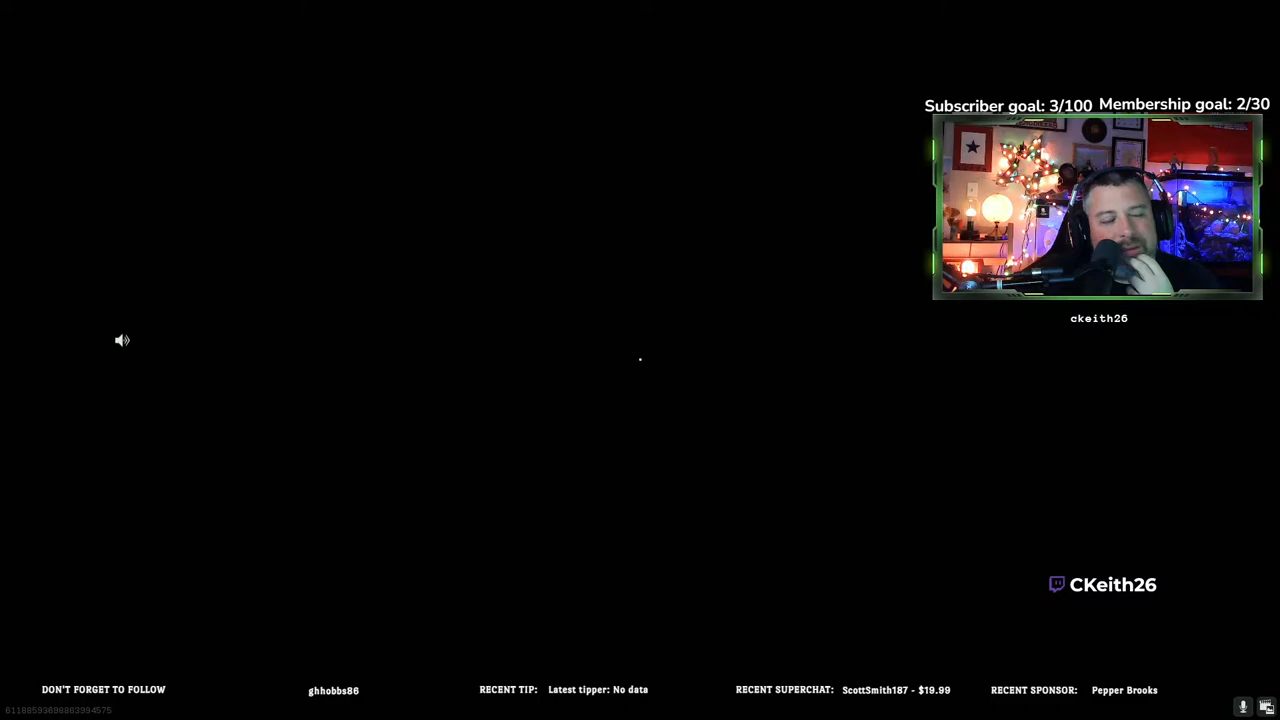 Subscriber goal: 3/100 Membership goal: 2/30
ckeith26
CKeith26
DON'T FORGET TO FOLLOW ghhobbs86 RECENT TIP: Latest tipper: No data RECENT SUPERCHAT: ScottSmith187 - $19.99 RECENT SPONSOR: Pepper Brooks